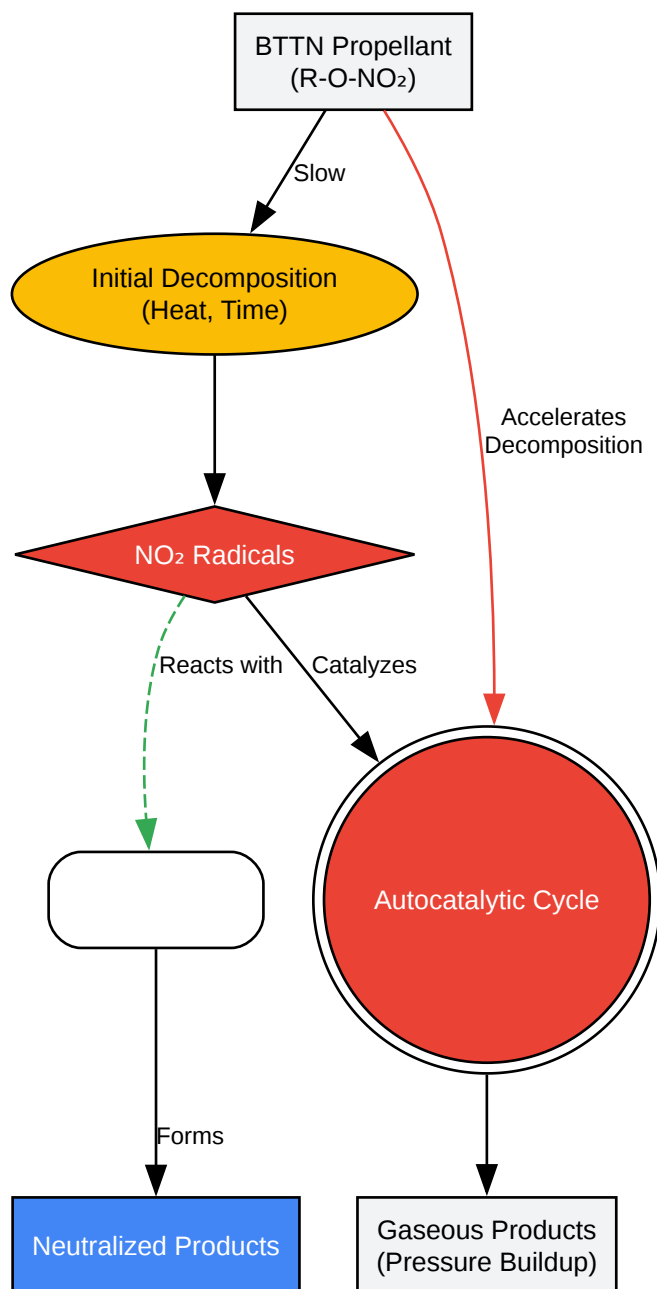 BTTN Propellant
(R-O-NO₂)
Slow
Initial Decomposition
(Heat, Time)
Accelerates
Decomposition
NO₂ Radicals
Reacts with
Catalyzes
Autocatalytic Cycle
Forms
Neutralized Products
Gaseous Products
(Pressure Buildup)